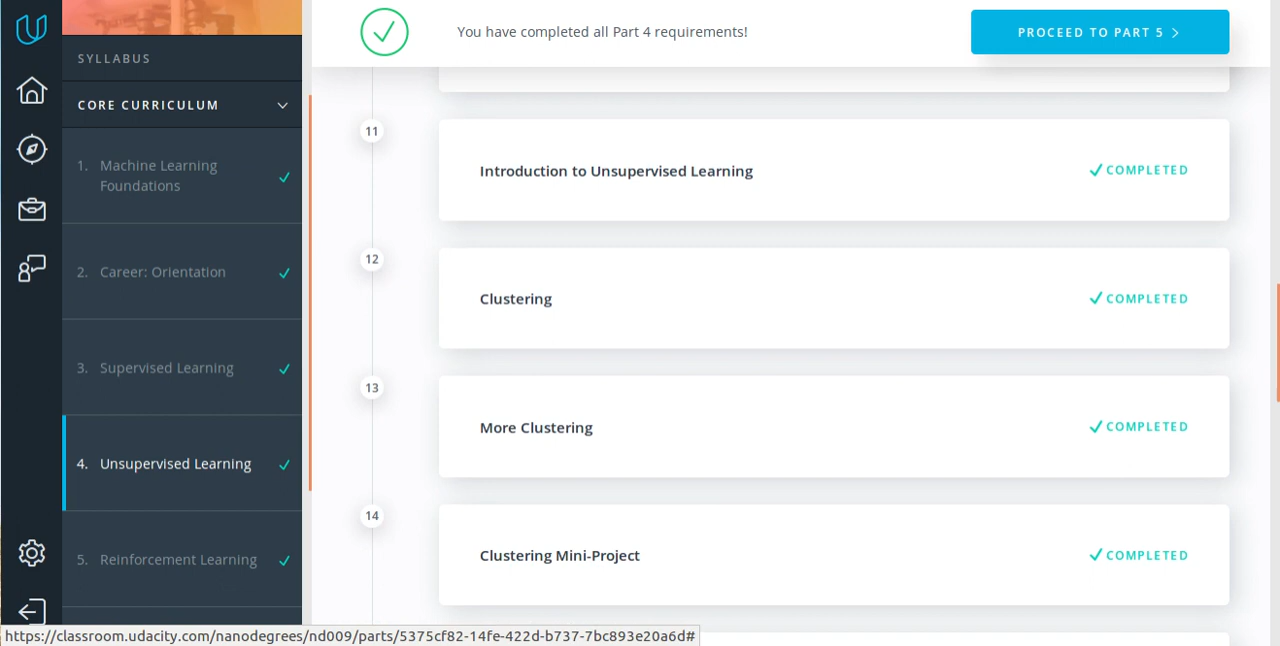 You have completed all Part 4 requirements!
PROCEED TO PART 5 >
SYLLABUS
CORE CURRICULUM
1. Machine Learning
Foundations
2. Career: Orientation
3. Supervised Learning
4. Unsupervised Learning
5. Reinforcement Learning
11
Introduction to Unsupervised Learning
COMPLETED
12
Clustering
COMPLETED
13
More Clustering
COMPLETED
14
Clustering Mini-Project
COMPLETED
https://classroom.udacity.com/nanodegrees/nd009/parts/5375cf82-14fe-422d-b737-7bc893e20a6d#